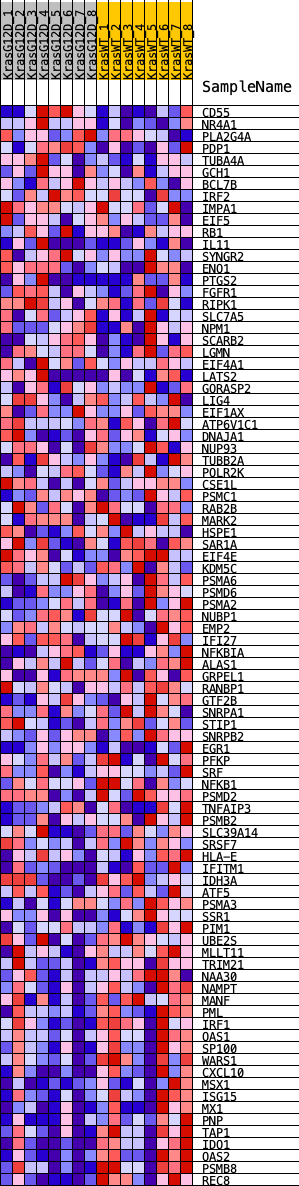 KrasG12D_1
KrasG12D_2
KrasG12D_3
KrasG12D_4
KrasG12D_5
KrasG12D_6
KrasG12D_7
KrasG12D_8
KrasWT_1
KrasWT_2
KrasWT_3
KrasWT_4
KrasWT_5
KrasWT_6
KrasWT_7
KrasWT_8
SampleName
CD55
NR4A1
PLA2G4A
PDP1
TUBA4A
GCH1
BCL7B
IRF2
IMPA1
EIF5
RB1
IL11
SYNGR2
ENO1
PTGS2
FGFR1
RIPK1
SLC7A5
NPM1
SCARB2
LGMN
EIF4A1
LATS2
GORASP2
LIG4
EIF1AX
ATP6V1C1
DNAJA1
NUP93
TUBB2A
POLR2K
CSE1L
PSMC1
RAB2B
MARK2
HSPE1
SAR1A
EIF4E
KDM5C
PSMA6
PSMD6
PSMA2
NUBP1
EMP2
IFI27
NFKBIA
ALAS1
GRPEL1
RANBP1
GTF2B
SNRPA1
STIP1
SNRPB2
EGR1
PFKP
SRF
NFKB1
PSMD2
TNFAIP3
PSMB2
SLC39A14
SRSF7
HLA-E
IFITM1
IDH3A
ATF5
PSMA3
SSR1
PIM1
UBE2S
MLLT11
TRIM21
NAA30
NAMPT
MANF
PML
IRF1
OAS1
SP100
WARS1
CXCL10
MSX1
ISG15
MX1
PNP
TAP1
IDO1
OAS2
PSMB8
REC8